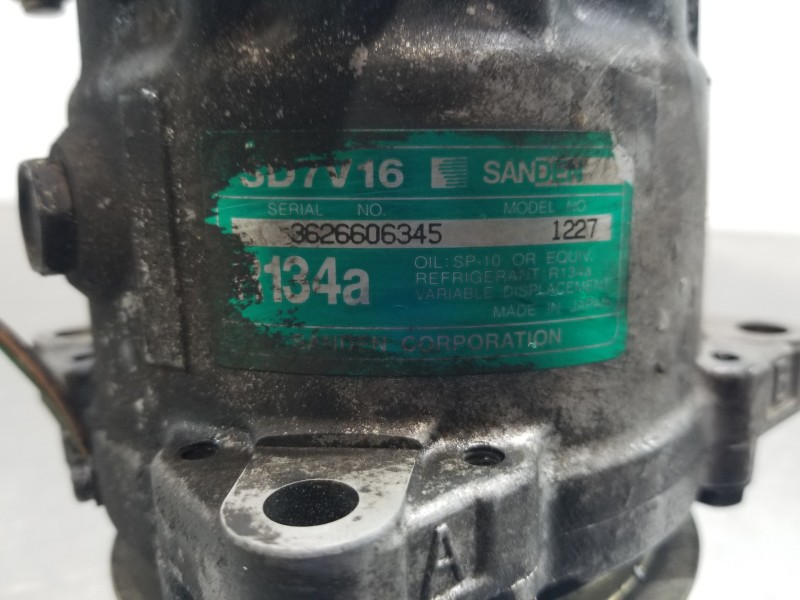 SD7V16 SANDEN
SERIAL NO. MODEL NO.
3626606345 1227
R134a
OIL: SP-10 OR EQUIV.
REFRIGERANT R134a
VARIABLE DISPLACEMENT
MADE IN JAPAN
SANDEN CORPORATION
A